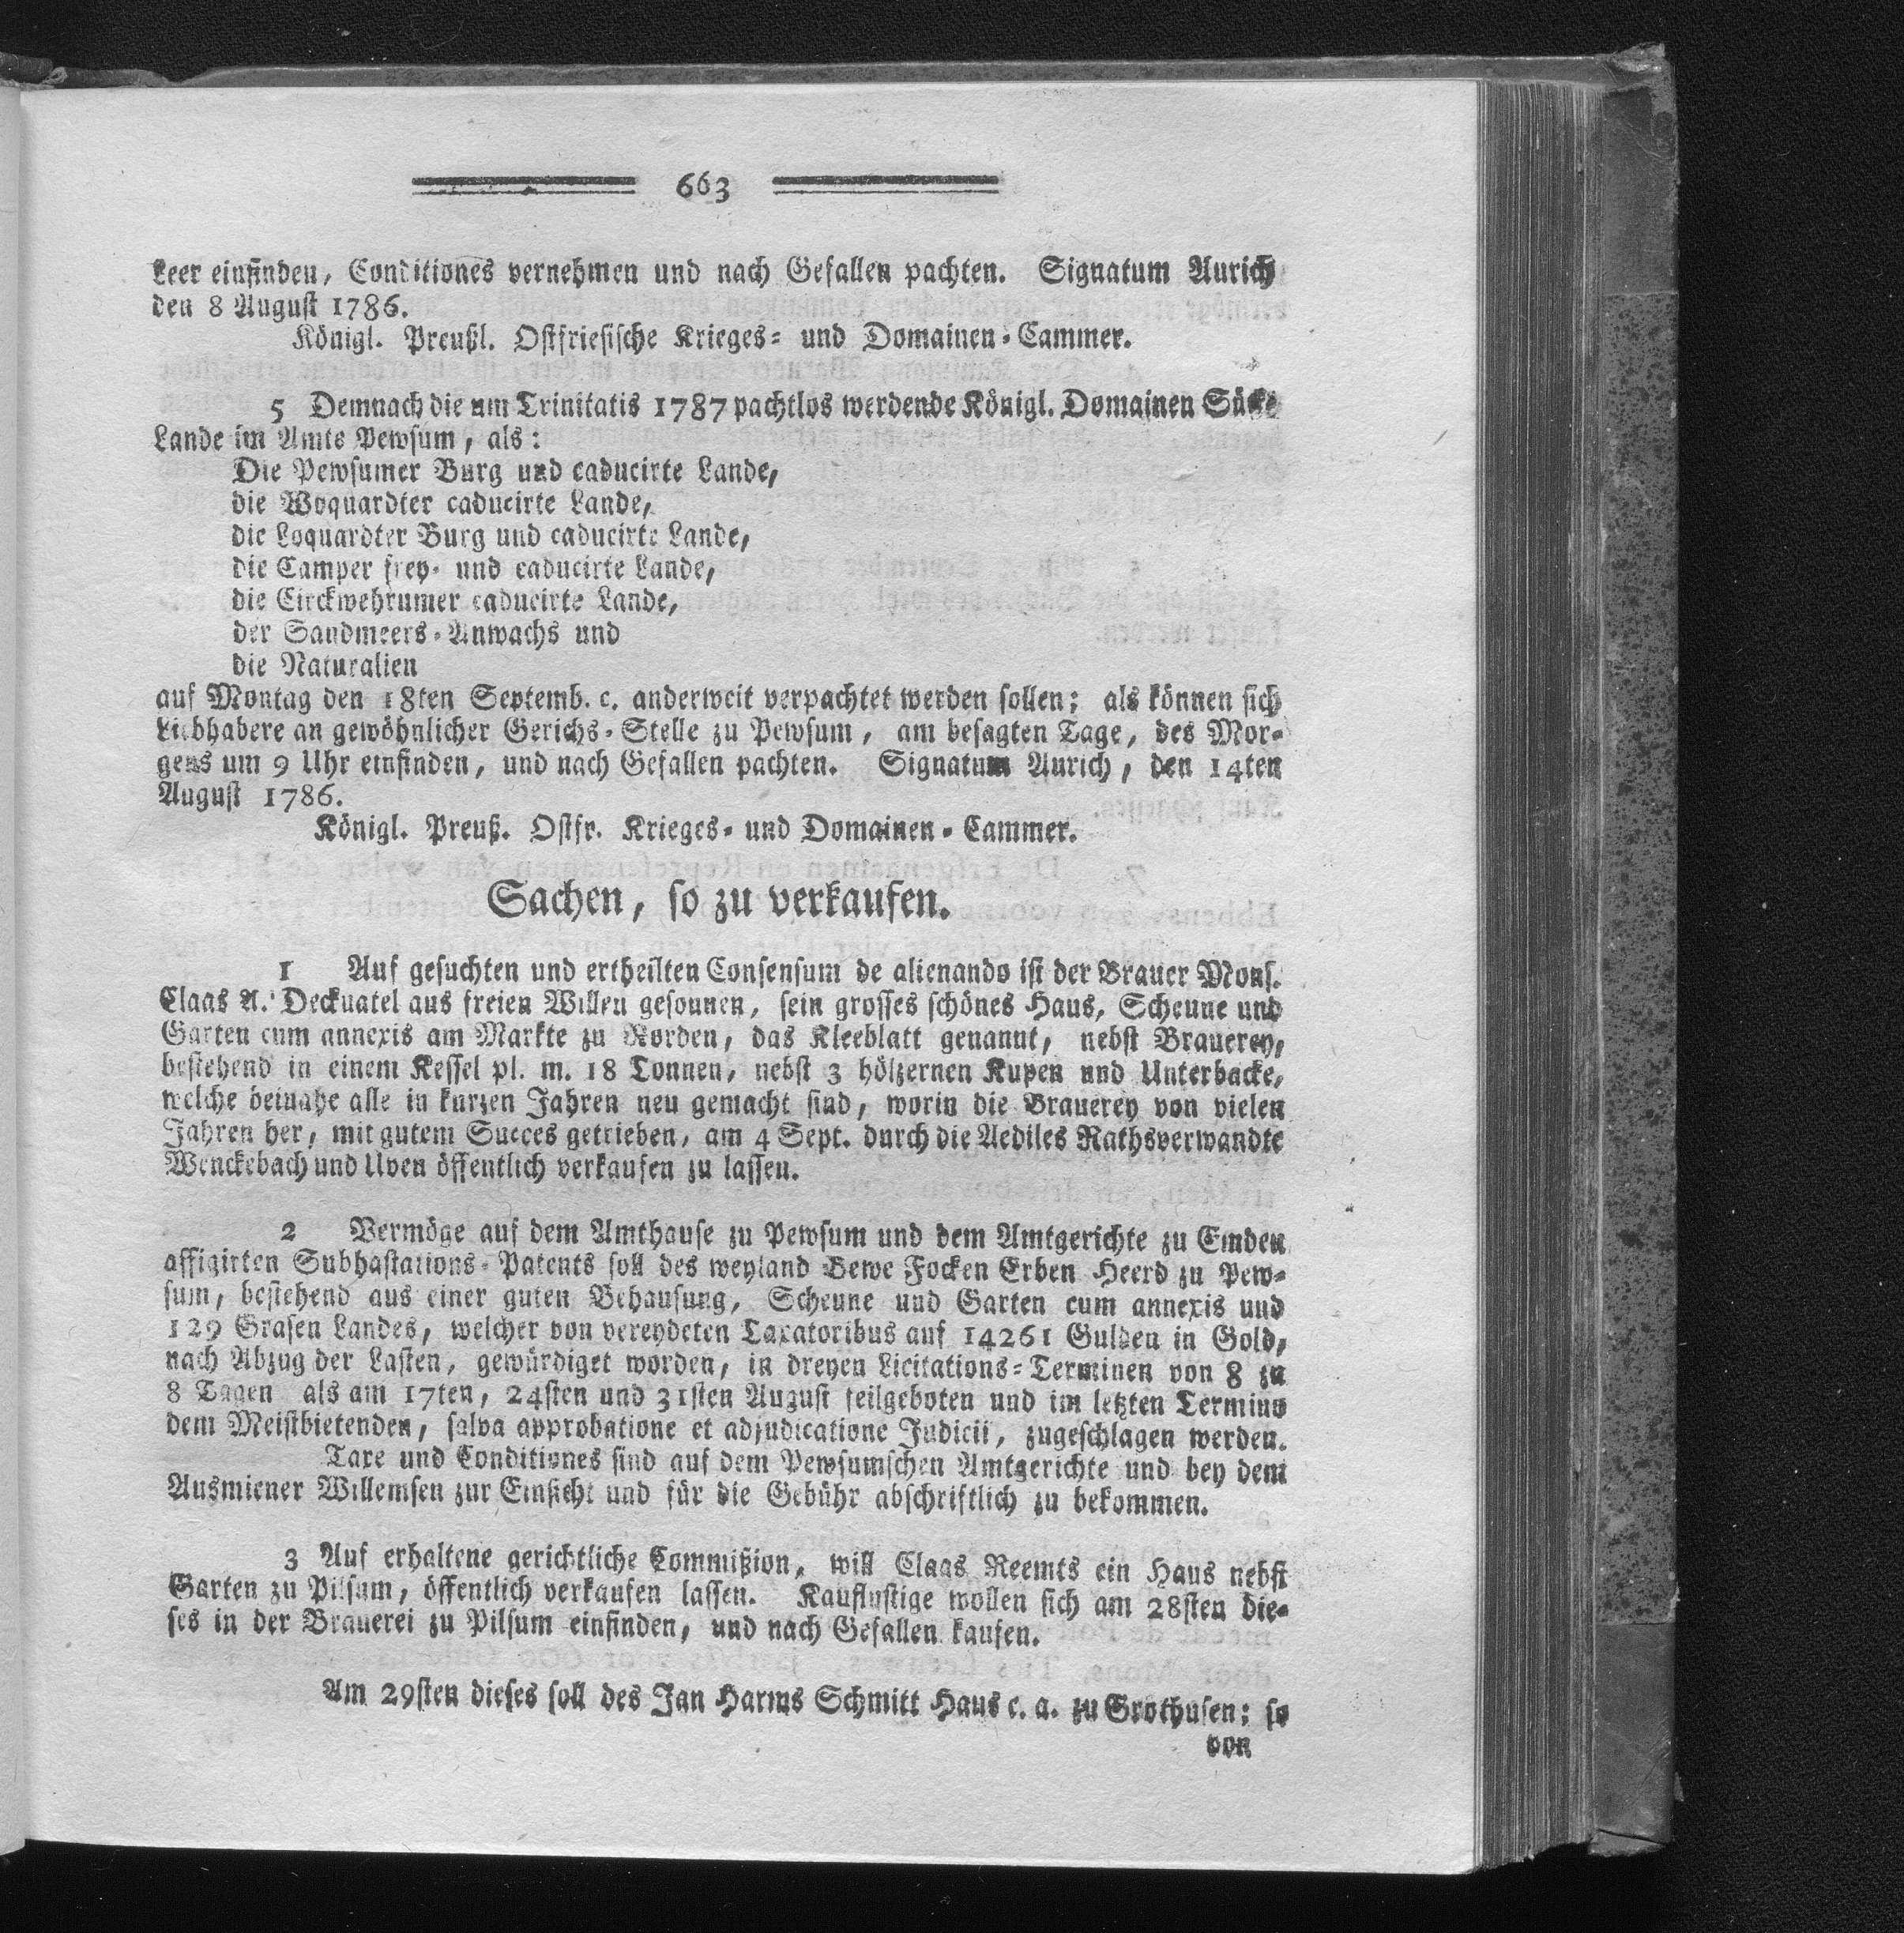 663
Leer einfinden, Conditiones vernehmen und nach Gefallen pachten. Signatum Aurich
den 8 August 1786.
Königl. Preußl. Ostfriesische Krieges- und Domainen-Cammer.
5 Demnach die um Trinitatis 1787 pachtlos werdende Königl. Domainen
Lande im Amte Pewsum, als:
Die Pewsumer Burg und caducirte Lande,
die Woquardter caducirte Lande,
die Loquardter Burg und caducirte Lande,
die Camper frey- und caducirte Lande,
die Circkwehrumer caducirte Lande,
der Sandmeers-Anwachs und
die Naturalien
auf Montag den 18ten Septemb. c. anderweit verpachtet werden sollen; als können sich
Liebhabere an gewöhnlicher Gerichs-Stelle zu Pewsum, am besagten Tage, des Mor-
gens um 9 Uhr einfinden, und nach Gefallen pachten. Signatum Aurich, den 14ten
August 1786.
Königl. Preuß. Ostfr. Krieges- und Domainen-Cammer.
Sachen, so zu verkaufen.
1 Auf gesuchten und ertheilten Consensum de alienando ist der Brauer Mons.
Claas A. Deckuatel aus freien Willen gesonnen, sein grosses schönes Haus, Scheune und
Garten cum annexis am Markte zu Norden, das Kleeblatt genannt, nebst Brauerey,
bestehend in einem Kessel pl. m. 18 Tonnen, nebst 3 hölzernen Kupen und Unterbacke,
welche beinahe alle in kurzen Jahren neu gemacht sind, worin die Brauerey von vielen
Jahren her, mit gutem Succes getrieben, am 4 Sept. durch die Aediles Rathsverwandte
Wenckebach und Uven öffentlich verkaufen zu lassen.
2 Vermöge auf dem Amthause zu Pewsum und dem Amtgerichte zu Emden
affigirten Subhastations-Patents soll des weyland Bewe Focken Erben Heerd zu Pew-
sum, bestehend aus einer guten Behausung, Scheune und Garten cum annexis und
129 Grasen Landes, welcher von vereydeten Taxatoribus auf 14261 Gulden in Gold,
nach Abzug der Lasten, gewürdiget worden, in dreyen Licitations-Terminen von 8 zu
8 Tagen als am 17ten, 24sten und 31sten August feilgeboten und im letzten Termino
dem Meistbietenden, salva approbatione et adjudicatione Judicii, zugeschlagen werden.
Taxe und Conditiones sind auf dem Pewsumschen Amtgerichte und bey dem
Ausmiener Willemsen zur Einsicht und für die Gebühr abschriftlich zu bekommen.
3 Auf erhaltene gerichtliche Commißion, will Claas Reemts ein Haus nebst
Garten zu Pilsum, öffentlich verkaufen lassen. Kauflustige wollen sich am 28sten die-
ses in der Brauerei zu Pilsum einfinden, und nach Gefallen kaufen.
Am 29sten dieses soll des Jan Harms Schmitt Haus c. a. zu Grothusen; so
von